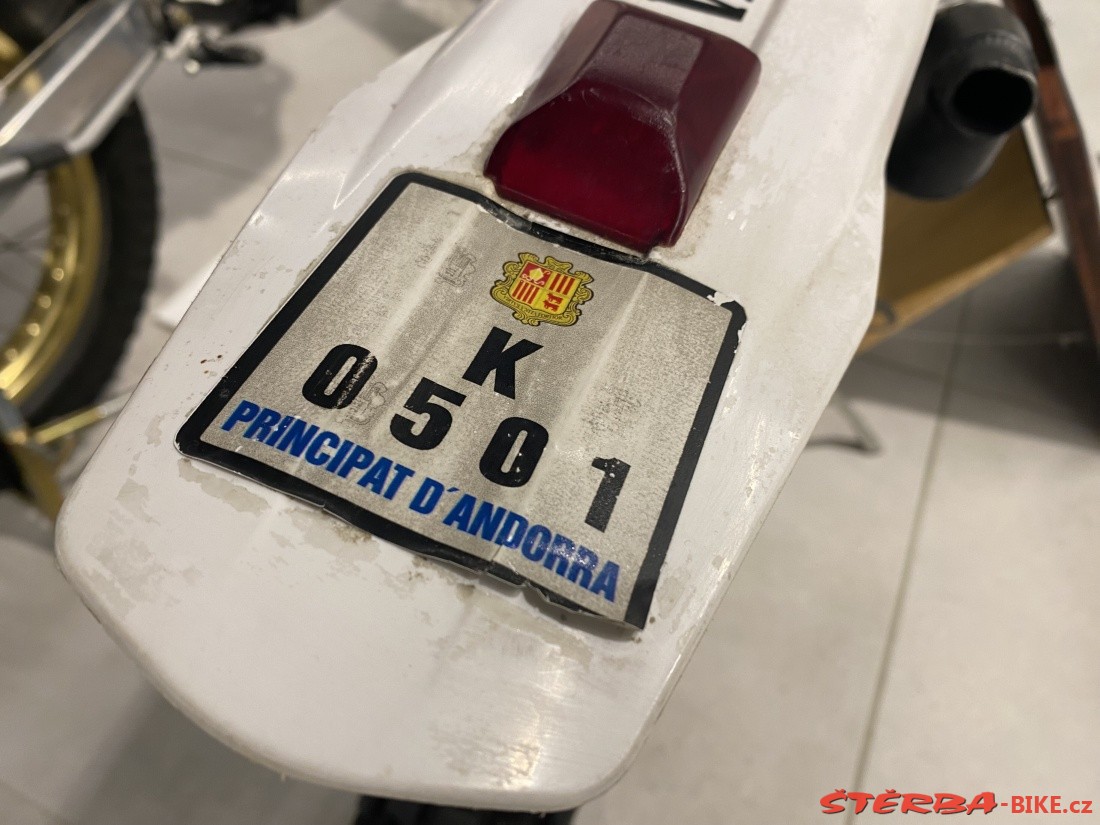 K
0501
PRINCIPAT D´ANDORRA
ŠTĚRBA-BIKE.cz